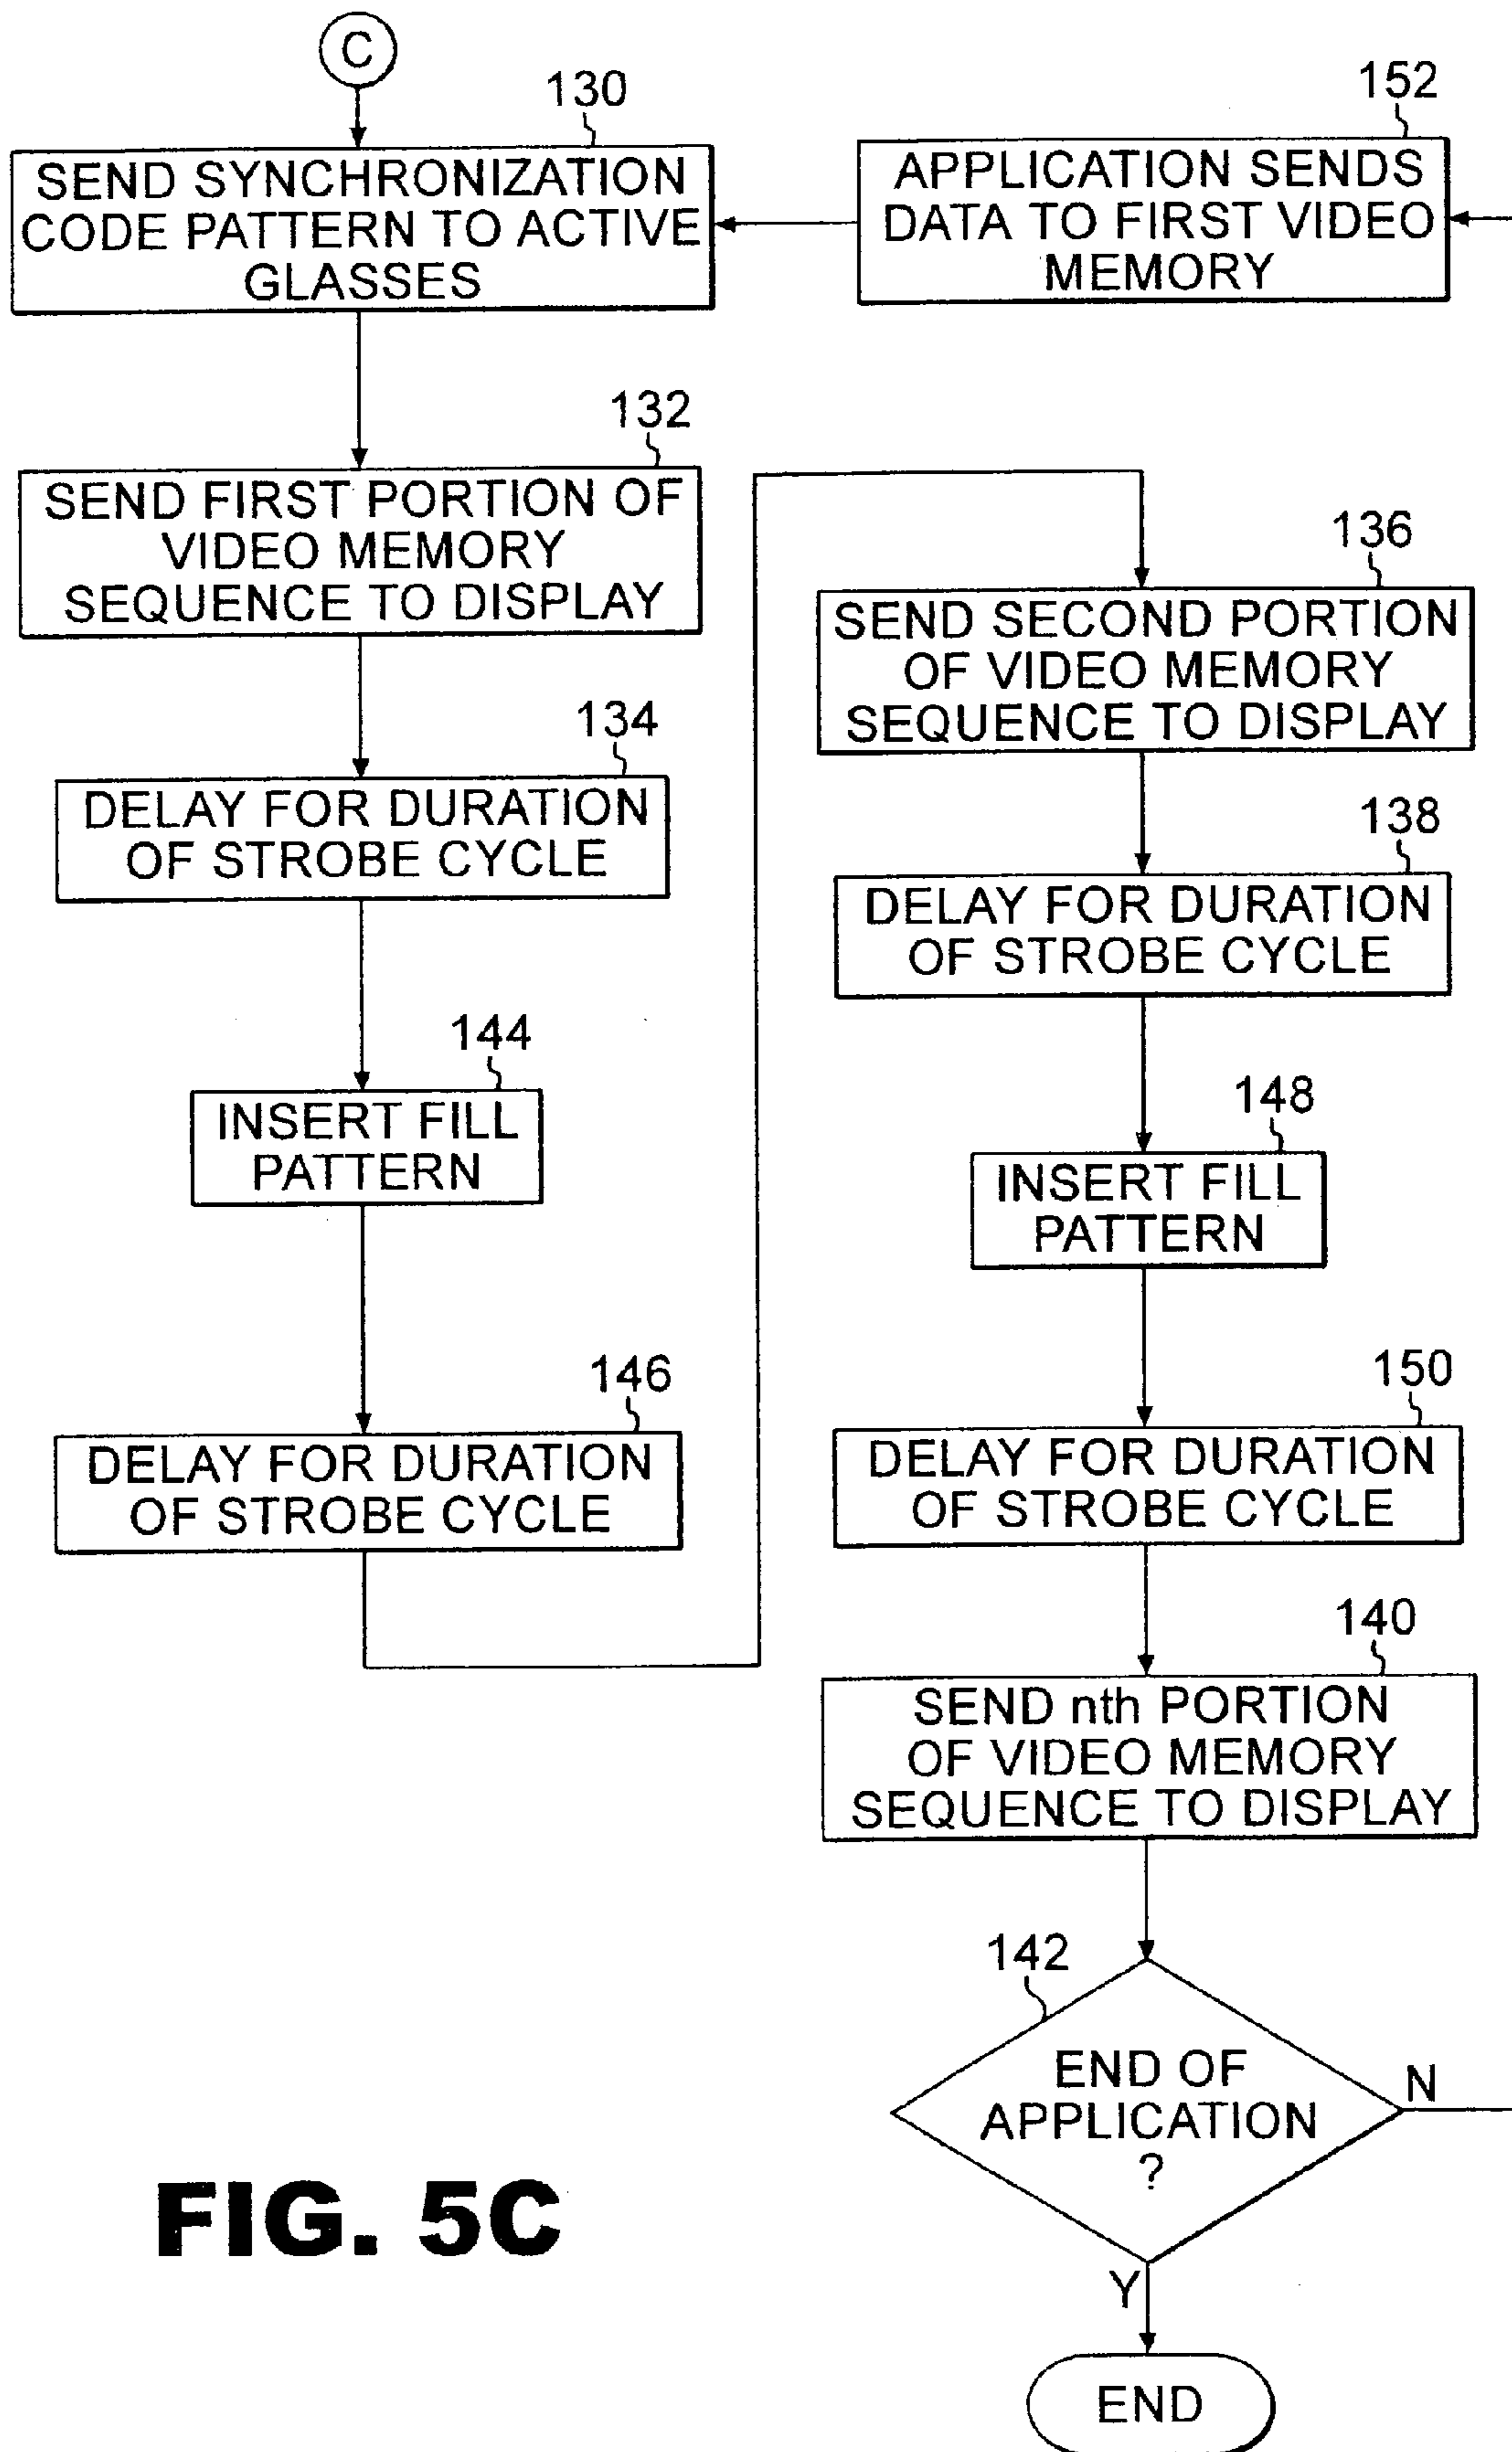 C
130
SEND SYNCHRONIZATION
CODE PATTERN TO ACTIVE
GLASSES
152
APPLICATION SENDS
DATA TO FIRST VIDEO
MEMORY
132
SEND FIRST PORTION OF
VIDEO MEMORY
SEQUENCE TO DISPLAY
134
DELAY FOR DURATION
OF STROBE CYCLE
144
INSERT FILL
PATTERN
146
DELAY FOR DURATION
OF STROBE CYCLE
136
SEND SECOND PORTION
OF VIDEO MEMORY
SEQUENCE TO DISPLAY
138
DELAY FOR DURATION
OF STROBE CYCLE
148
INSERT FILL
PATTERN
150
DELAY FOR DURATION
OF STROBE CYCLE
140
SEND nth PORTION
OF VIDEO MEMORY
SEQUENCE TO DISPLAY
142
END OF
APPLICATION
?
N
Y
END
FIG. 5C